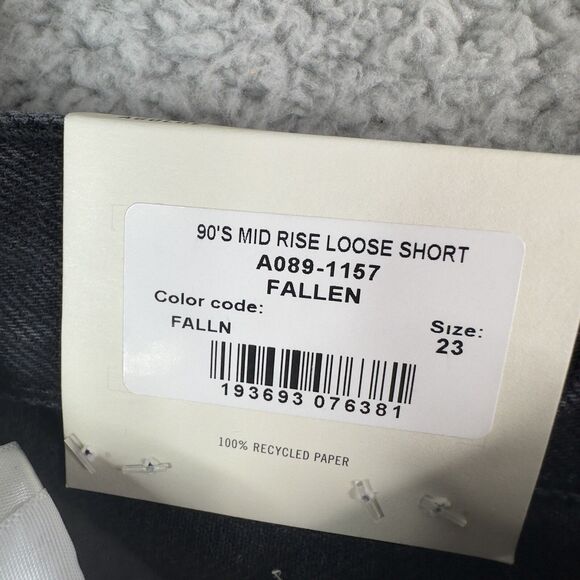 90'S MID RISE LOOSE SHORT
A089-1157
FALLEN
Color code:
FALLN
Size:
23
193693 076381
100% RECYCLED PAPER